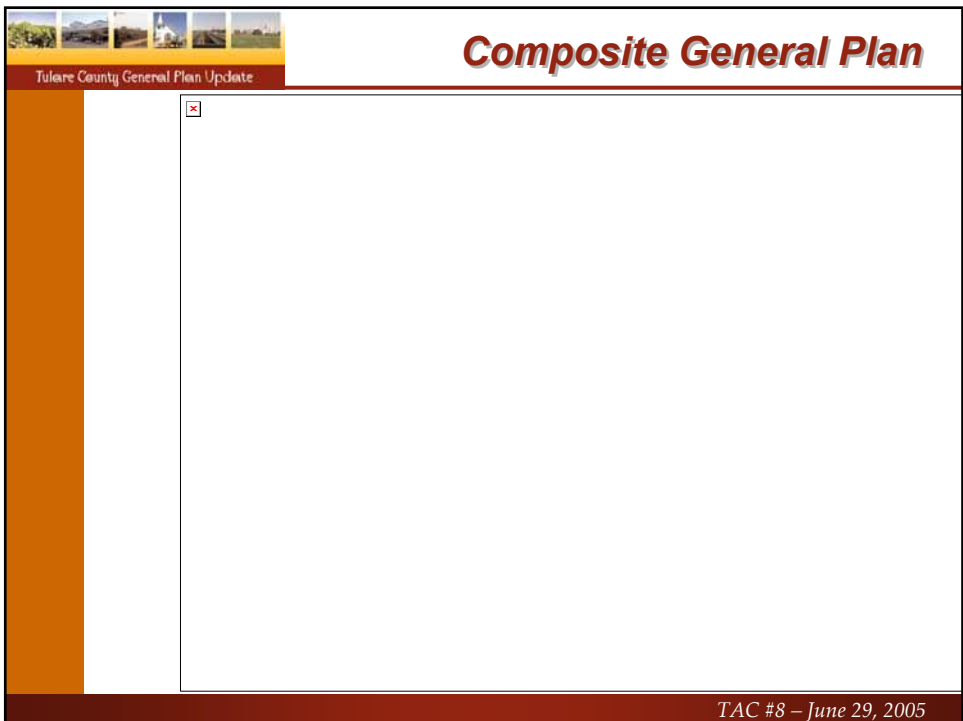 Composite General Plan
Tulare County General Plan Update
TAC #8 – June 29, 2005